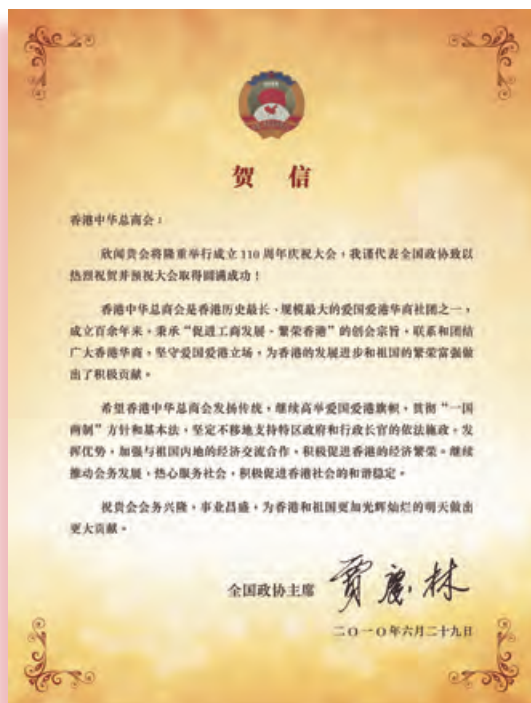 贺 信
香港中华总商会：
欣闻贵会将隆重举行成立 110 周年庆祝大会，我谨代表全国政协致以
热烈祝贺并预祝大会取得圆满成功！
香港中华总商会是香港历史最长、规模最大的爱国爱港华商社团之一，
成立百余年来，秉承“促进工商发展、繁荣香港”的创会宗旨，联系和团结
广大香港华商，坚守爱国爱港立场，为香港的发展进步和祖国的繁荣富强做
出了积极贡献。
希望香港中华总商会发扬传统，继续高举爱国爱港旗帜，贯彻“一国
两制”方针和基本法，坚定不移地支持特区政府和行政长官的依法施政，发
挥优势，加强与祖国内地的经济交流合作，积极促进香港的经济繁荣。继续
推动会务发展、热心服务社会，积极促进香港社会的和谐稳定。
祝贵会会务兴隆，事业昌盛，为香港和祖国更加光辉灿烂的明天做出
更大贡献。
全国政协主席 贾庆林
二〇一〇年六月二十九日